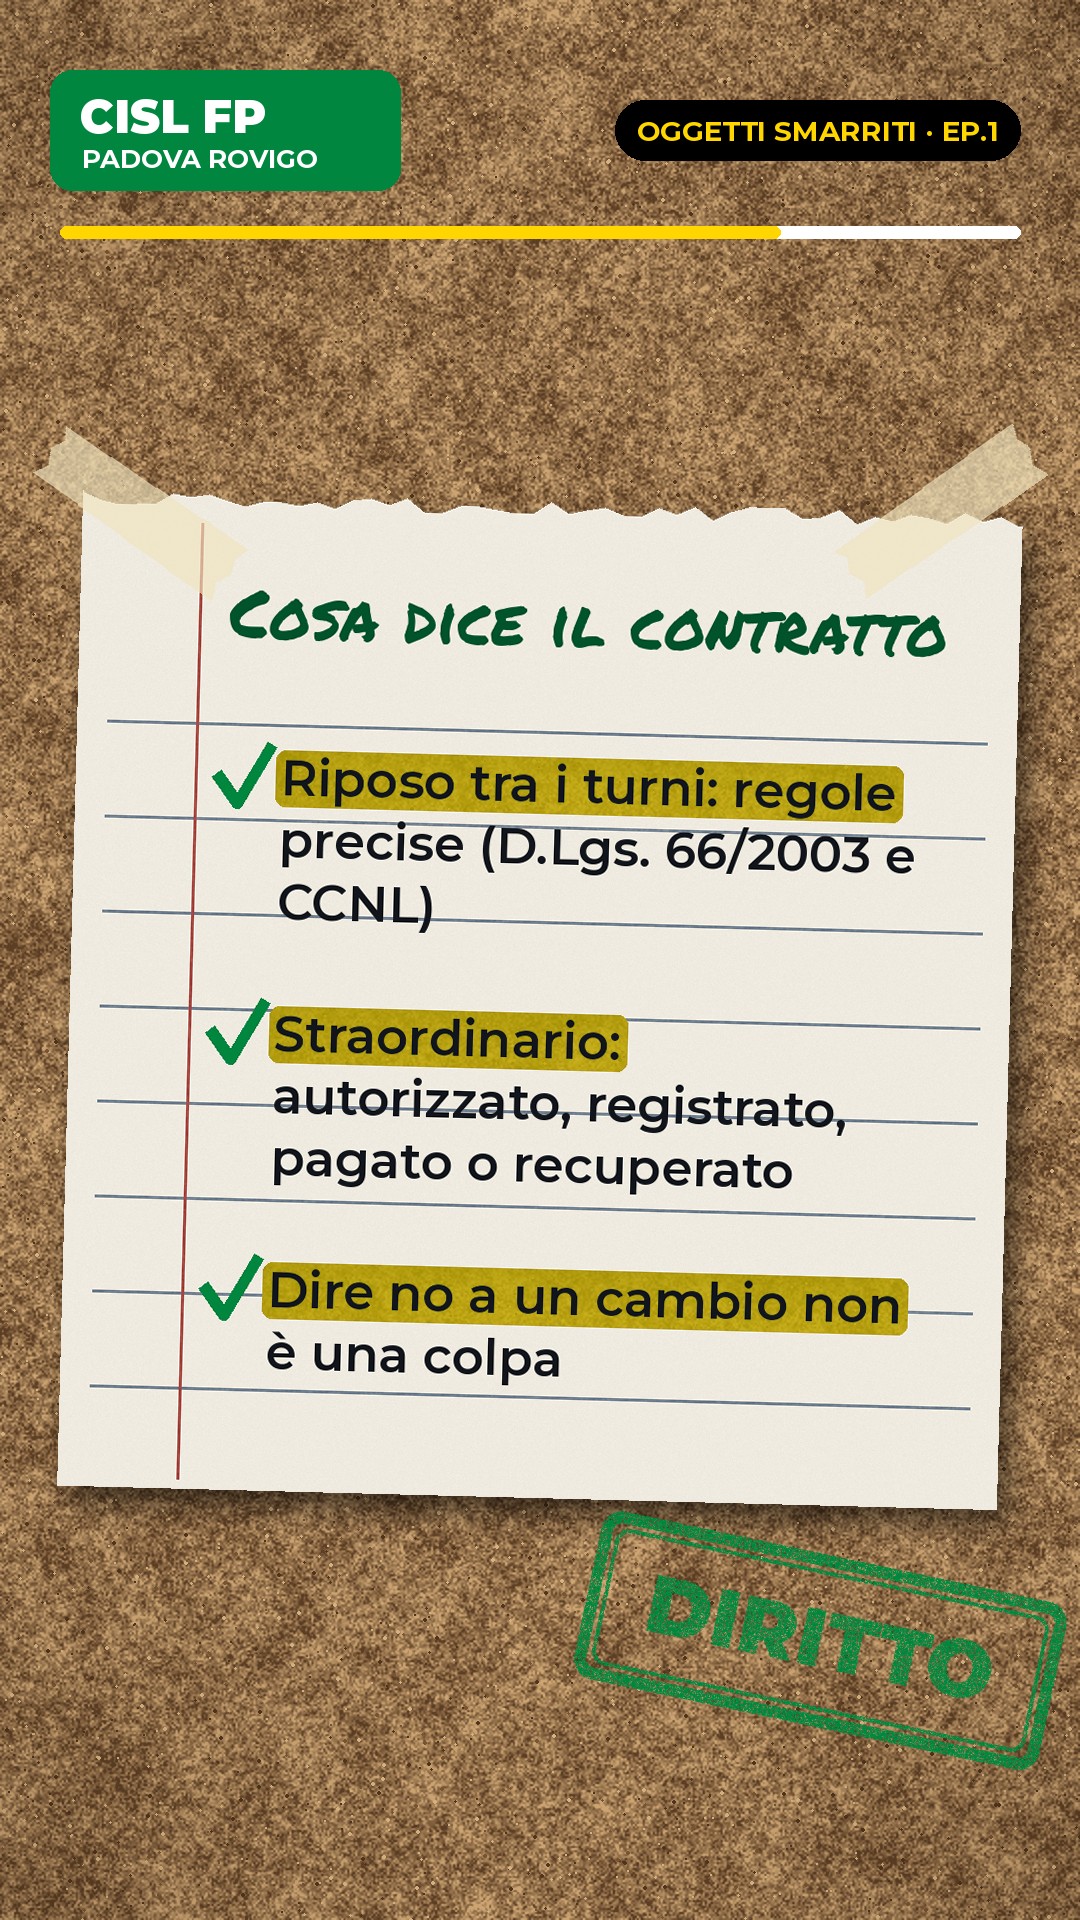 CISL FP
PADOVA ROVIGO
OGGETTI SMARRITI · EP.1
Cosa dice il contratto
Riposo tra i turni: regole
precise (D.Lgs. 66/2003 e
CCNL)
Straordinario:
autorizzato, registrato,
pagato o recuperato
Dire no a un cambio non
è una colpa
DIRITTO